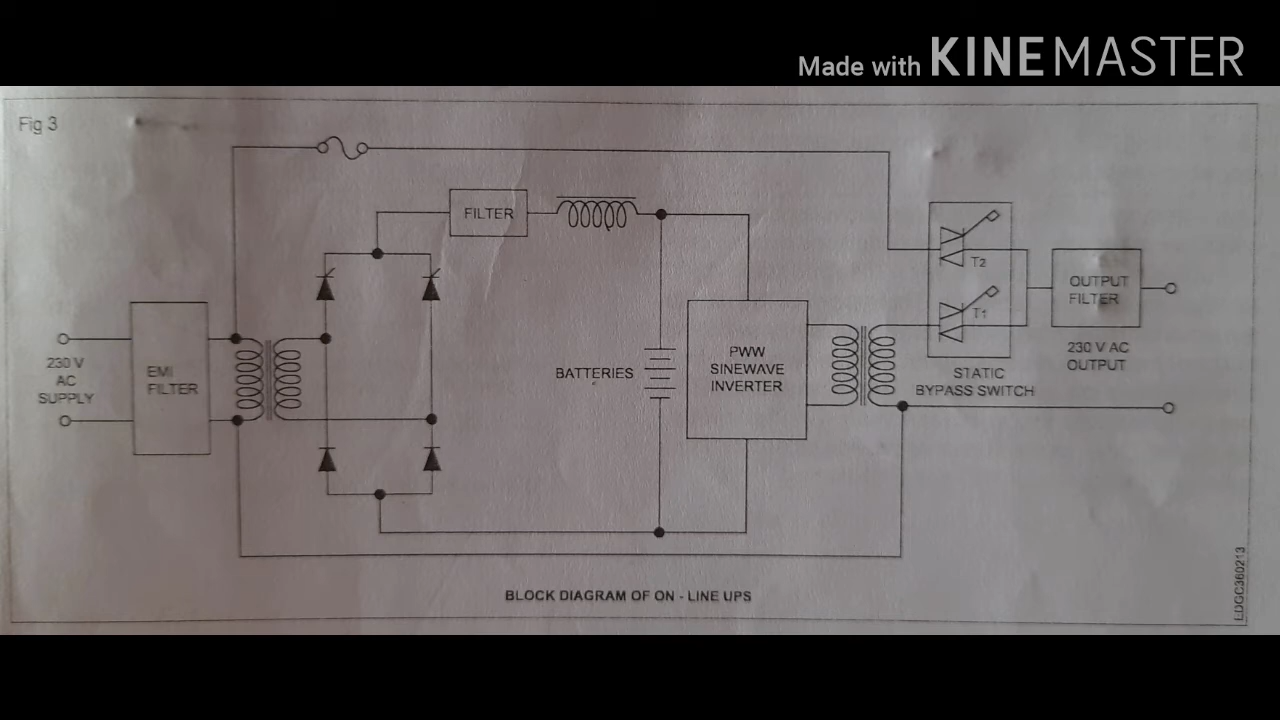 Made with KINEMASTER
Fig 3
FILTER
T2
OUTPUT
FILTER
T1
230 V
AC
SUPPLY
EMI
FILTER
BATTERIES
PWW
SINEWAVE
INVERTER
230 V AC
OUTPUT
STATIC
BYPASS SWITCH
BLOCK DIAGRAM OF ON - LINE UPS
EDGC360213